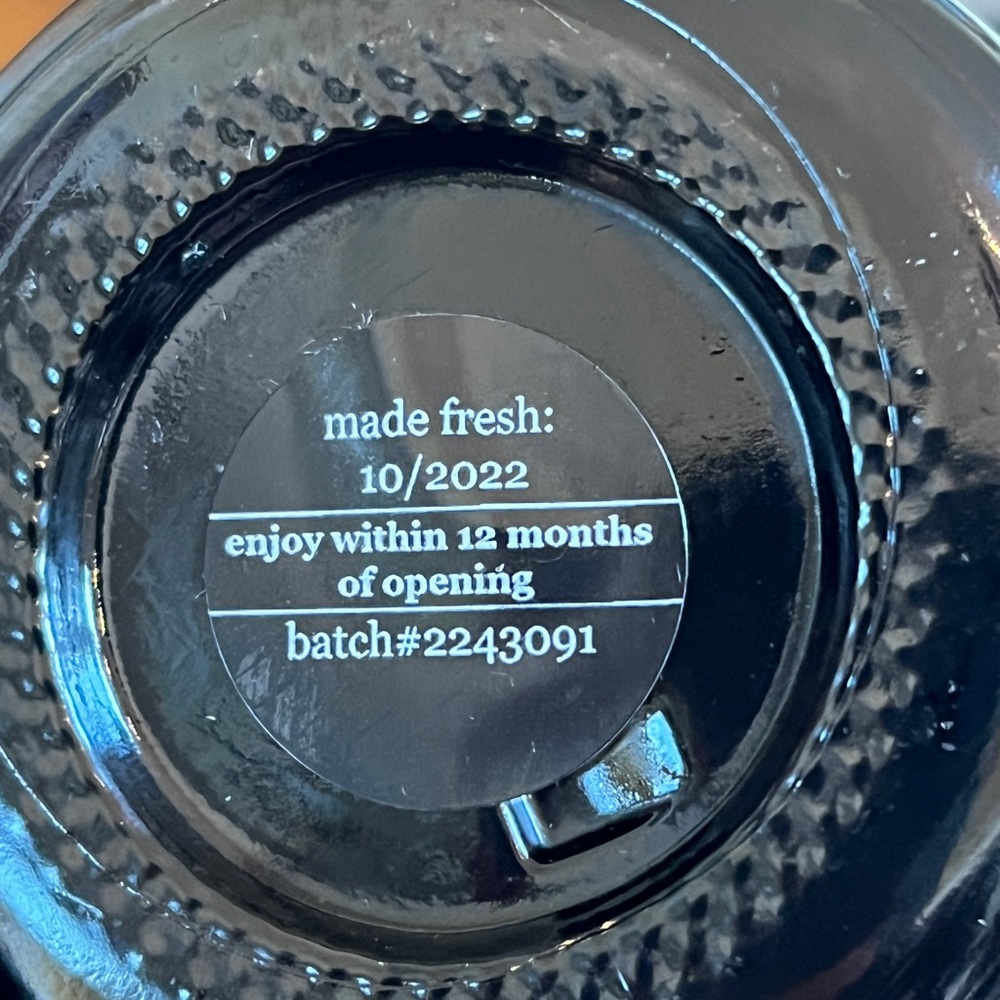 made fresh:
10/2022
enjoy within 12 months
of opening
batch#2243091